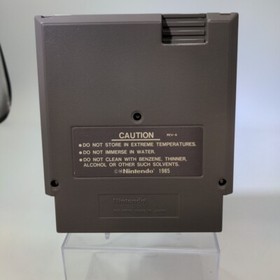 CAUTION REV-A
• DO NOT STORE IN EXTREME TEMPERATURES.
• DO NOT IMMERSE IN WATER.
• DO NOT CLEAN WITH BENZENE, THINNER,
ALCOHOL OR OTHER SUCH SOLVENTS.
©Nintendo 1985